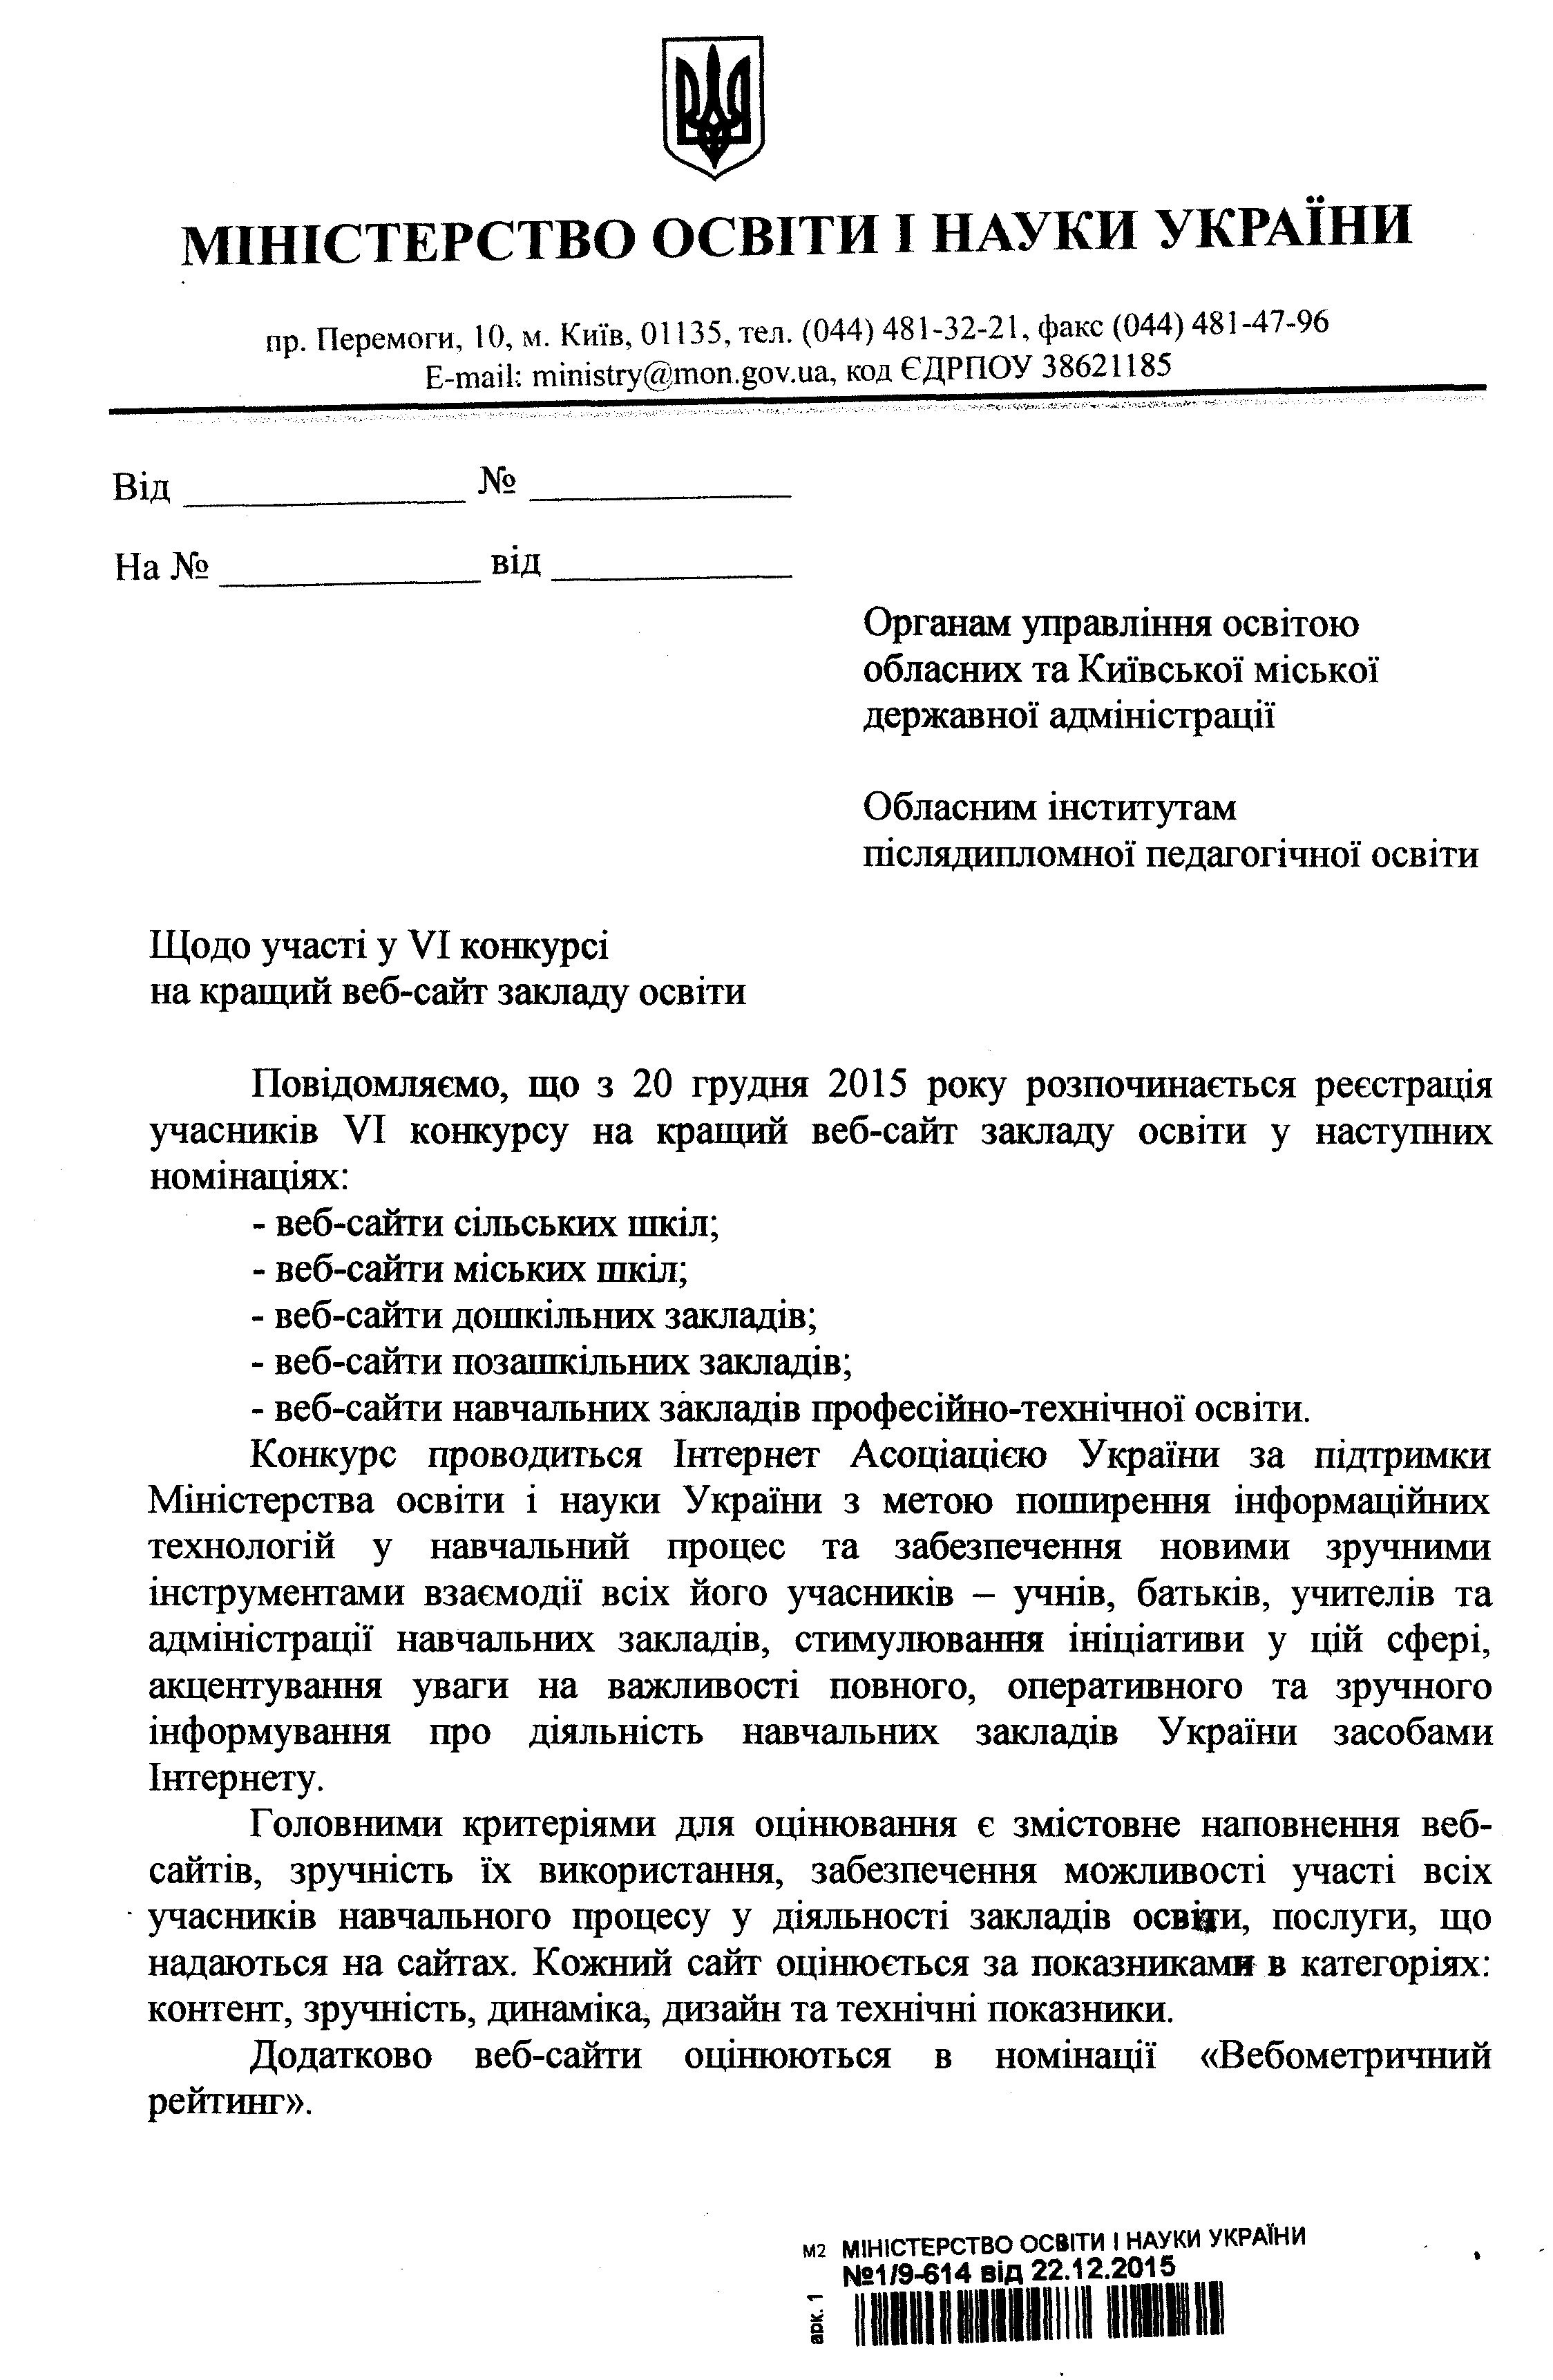 МІНІСТЕРСТВО ОСВІТИ І НАУКИ УКРАЇНИ
пр. Перемоги, 10, м. Київ, 01135, тел. (044) 481-32-21, факс (044) 481-47-96
E-mail: ministry@mon.gov.ua, код ЄДРПОУ 38621185
Від ______________ № _____________
На № _____________ від ____________
Органам управління освітою
обласних та Київської міської
державної адміністрації
Обласним інститутам
післядипломної педагогічної освіти
Щодо участі у VI конкурсі
на кращий веб-сайт закладу освіти
Повідомляємо, що з 20 грудня 2015 року розпочинається реєстрація
учасників VI конкурсу на кращий веб-сайт закладу освіти у наступних
номінаціях:
- веб-сайти сільських шкіл;
- веб-сайти міських шкіл;
- веб-сайти дошкільних закладів;
- веб-сайти позашкільних закладів;
- веб-сайти навчальних закладів професійно-технічної освіти.
Конкурс проводиться Інтернет Асоціацією України за підтримки
Міністерства освіти і науки України з метою поширення інформаційних
технологій у навчальний процес та забезпечення новими зручними
інструментами взаємодії всіх його учасників – учнів, батьків, учителів та
адміністрації навчальних закладів, стимулювання ініціативи у цій сфері,
акцентування уваги на важливості повного, оперативного та зручного
інформування про діяльність навчальних закладів України засобами
Інтернету.
Головними критеріями для оцінювання є змістовне наповнення веб-
сайтів, зручність їх використання, забезпечення можливості участі всіх
учасників навчального процесу у діяльності закладів освіти, послуги, що
надаються на сайтах. Кожний сайт оцінюється за показниками в категоріях:
контент, зручність, динаміка, дизайн та технічні показники.
Додатково веб-сайти оцінюються в номінації «Вебометричний
рейтинг».
М2 МІНІСТЕРСТВО ОСВІТИ І НАУКИ УКРАЇНИ
№1/9-614 від 22.12.2015
арк. 1